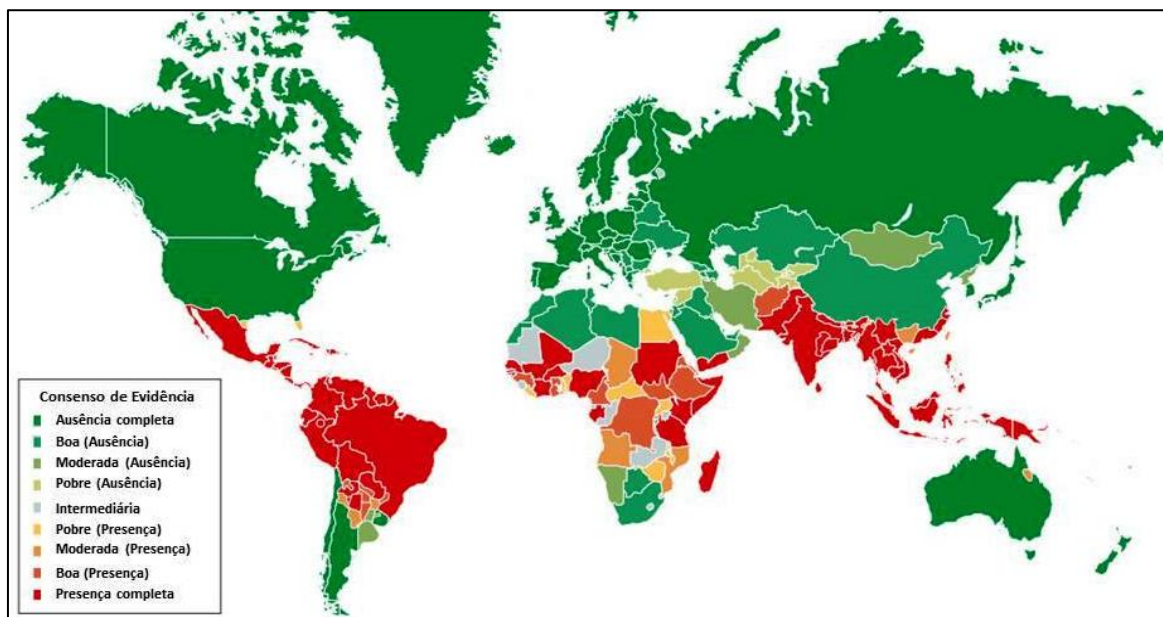 Consenso de Evidência
Ausência completa
Boa (Ausência)
Moderada (Ausência)
Pobre (Ausência)
Intermediária
Pobre (Presença)
Moderada (Presença)
Boa (Presença)
Presença completa